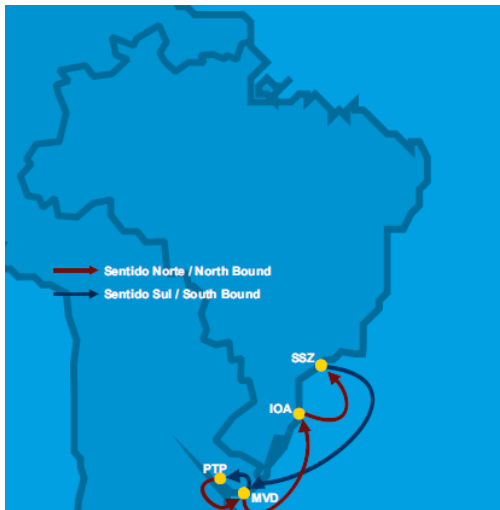 Sentido Norte / North Bound
Sentido Sul / South Bound
SSZ
IOA
PTP
MVD